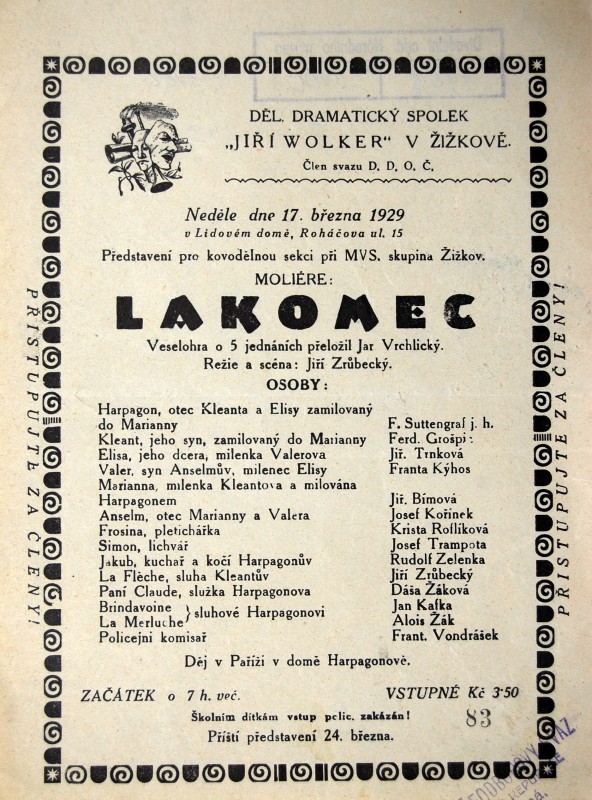 DĚL. DRAMATICKÝ SPOLEK
„JIŘÍ WOLKER" V ŽIŽKOVĚ.
Člen svazu D. D. O. Č.
Neděle dne 17. března 1929
v Lidovém domě, Roháčova ul. 15
Představení pro kovodělnou sekci při MVS, skupina Žižkov.
MOLIÉRE:
LAKOMEC
Veselohra o 5 jednáních přeložil Jar Vrchlický.
Režie a scéna: Jiří Zrůbecký.
OSOBY:
Harpagon, otec Kleanta a Elisy zamilovaný
do Marianny F. Suttengraf j. h.
Kleant, jeho syn, zamilovaný do Marianny Ferd. Grošpi
Elisa, jeho dcera, milenka Valerova Jiř. Trnková
Valer, syn Anselmův, milenec Elisy Franta Kýhos
Marianna, milenka Kleantova a milována
Harpagonem Jiř. Bímová
Anselm, otec Marianny a Valera Josef Kořínek
Frosina, pletichářka Krista Roflíková
Simon, lichvář Josef Trampota
Jakub, kuchař a kočí Harpagonův Rudolf Zelenka
La Flèche, sluha Kleantův Jiří Zrůbecký
Paní Claude, služka Harpagonova Dáša Žáková
Brindavoine } sluhové Harpagonovi Jan Kafka
La Merluche Alois Žák
Policejní komisař Frant. Vondrášek
Děj v Paříži v domě Harpagonově.
ZAČÁTEK o 7 h. več. VSTUPNÉ Kč 3·50
Školním dítkám vstup polic. zakázán!
83
Příští představení 24. března.
PŘISTUPUJTE ZA ČLENY!
PŘISTUPUJTE ZA ČLENY!